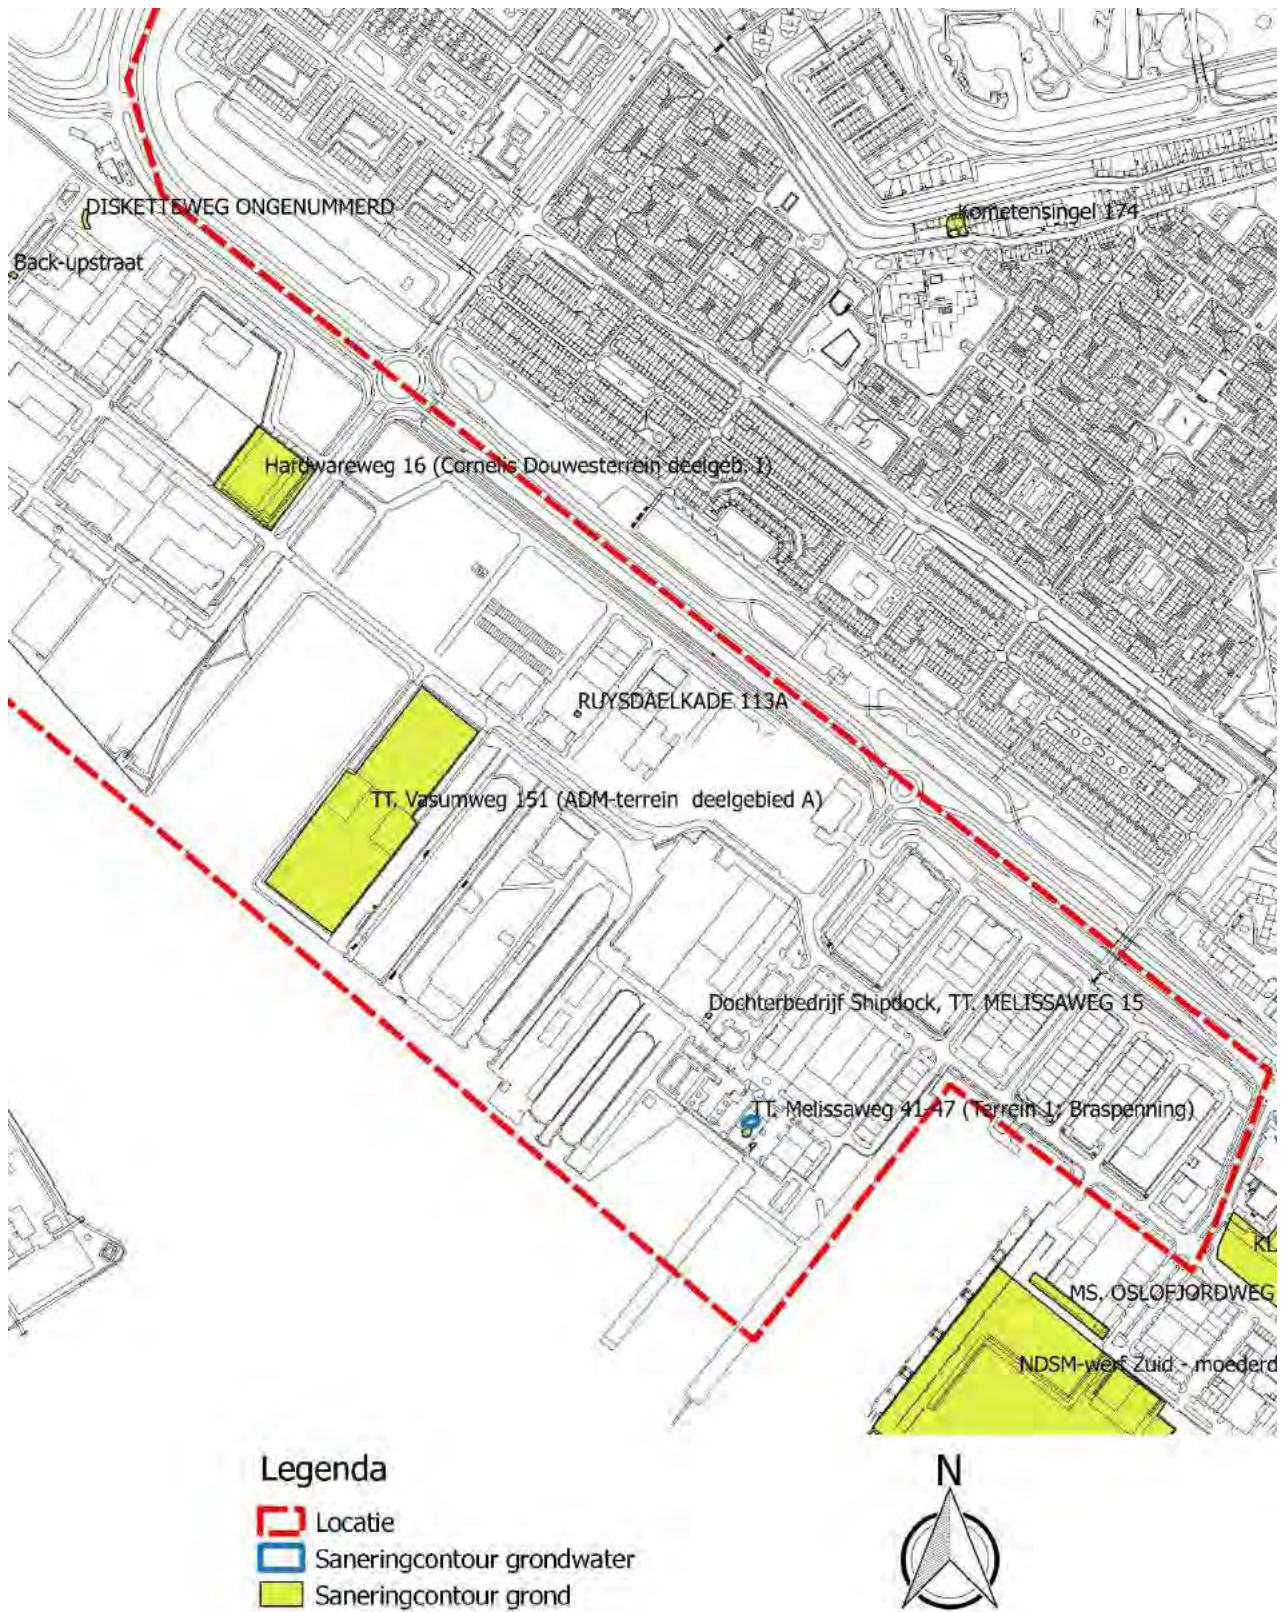 DISKETTEWEG ONGENUMMERD
Kometensingel 174
Back-upstraat
Hardwareweg 16 (Cornelis Douwesterrein deelgeb. I)
RUYSDAELKADE 113A
TT. Vasumweg 151 (ADM-terrein deelgebied A)
Dochterbedrijf Shipdock, TT. MELISSAWEG 15
TT. Melissaweg 41-47 (Terrein 1: Braspenning)
KL
MS. OSLOFJORDWEG
NDSM-werf Zuid - moederd
Legenda
N
Locatie
Saneringcontour grondwater
Saneringcontour grond